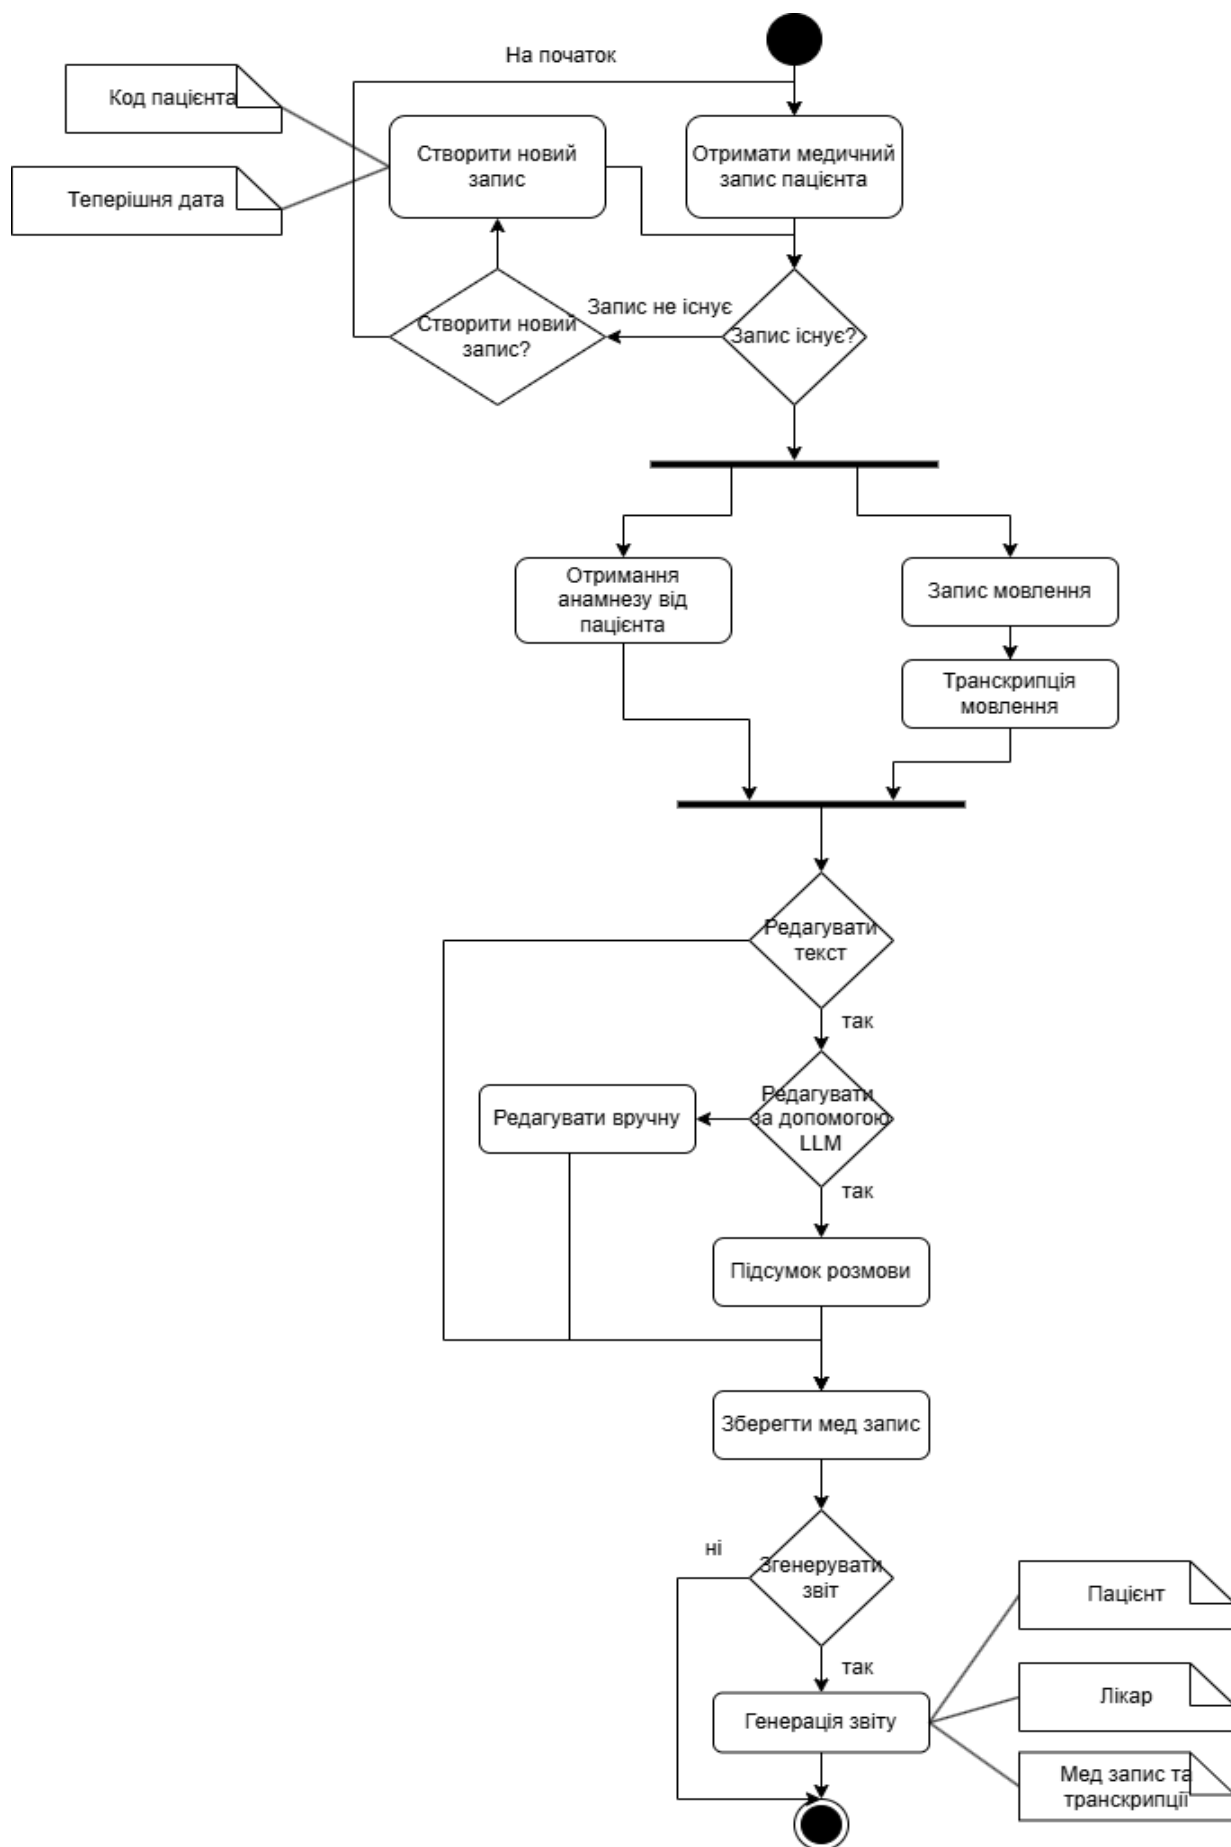 На початок
Код пацієнта
Створити новий
запис
Отримати медичний
запис пацієнта
Теперішня дата
Запис не існує
Створити новий
запис?
Запис існує?
Отримання
анамнезу від
пацієнта
Запис мовлення
Транскрипція
мовлення
Редагувати
текст
так
Редагувати вручну
Редагувати
за допомогою
LLM
так
Підсумок розмови
Зберегти мед запис
ні
Згенерувати
звіт
так
Пацієнт
Лікар
Генерація звіту
Мед запис та
транскрипції